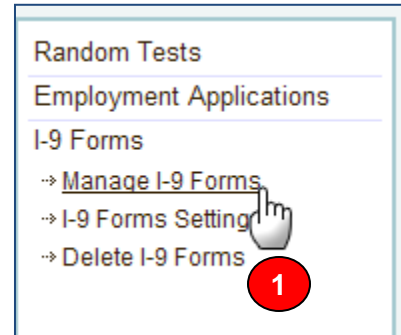 Random Tests
Employment Applications
I-9 Forms
⇢ Manage I-9 Forms
⇢ I-9 Forms Setting
⇢ Delete I-9 Forms
1